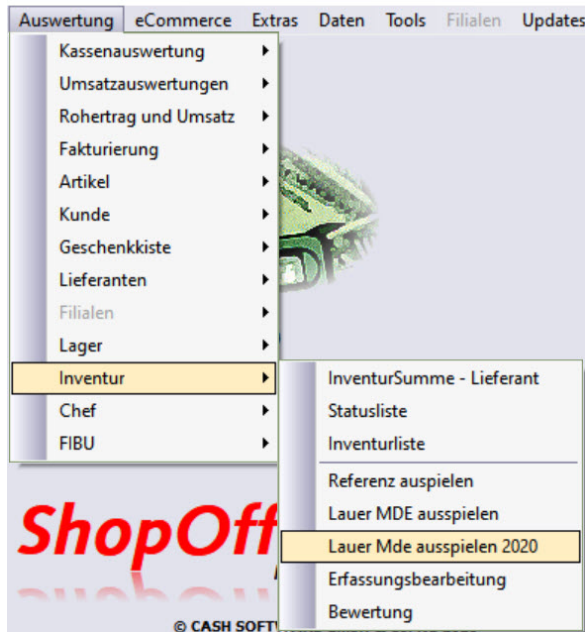 Auswertung eCommerce Extras Daten Tools Filialen Updates
Kassenauswertung
Umsatzauswertungen
Rohertrag und Umsatz
Fakturierung
Artikel
Kunde
Geschenkkiste
Lieferanten
Filialen
Lager
Inventur
Chef
FIBU
InventurSumme - Lieferant
Statusliste
Inventurliste
Referenz auspielen
Lauer MDE ausspielen
Lauer Mde ausspielen 2020
Erfassungsbearbeitung
Bewertung
ShopOff
© CASH SOFT